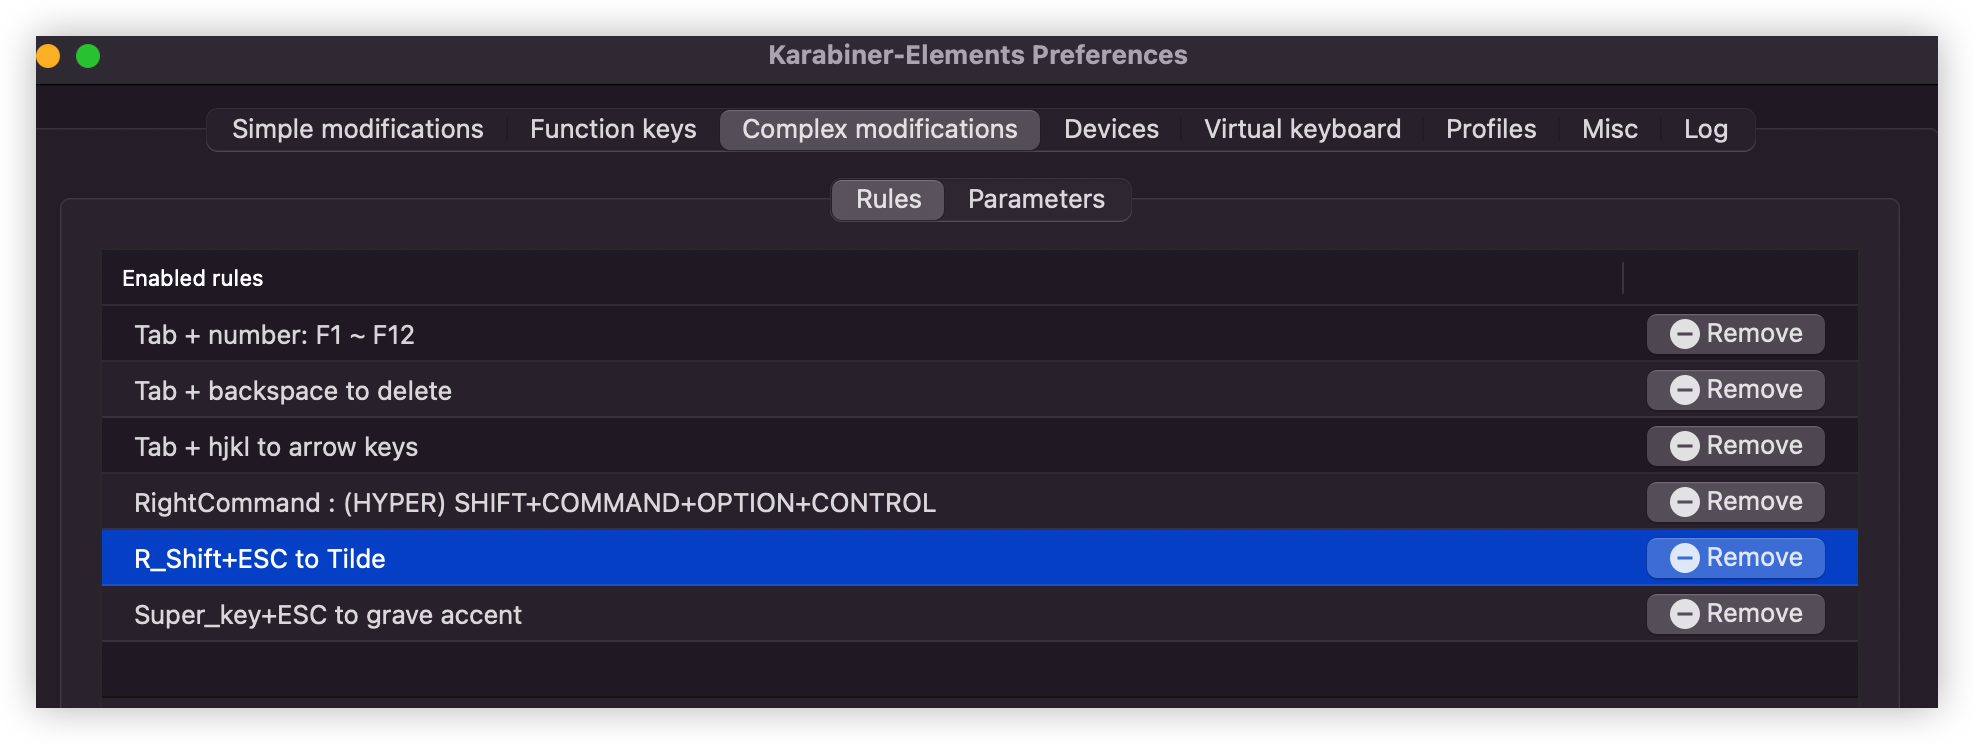 Karabiner-Elements Preferences
Simple modifications Function keys Complex modifications Devices Virtual keyboard Profiles Misc Log
Rules Parameters
Enabled rules
Tab + number: F1 ~ F12 Remove
Tab + backspace to delete Remove
Tab + hjkl to arrow keys Remove
RightCommand : (HYPER) SHIFT+COMMAND+OPTION+CONTROL Remove
R_Shift+ESC to Tilde Remove
Super_key+ESC to grave accent Remove